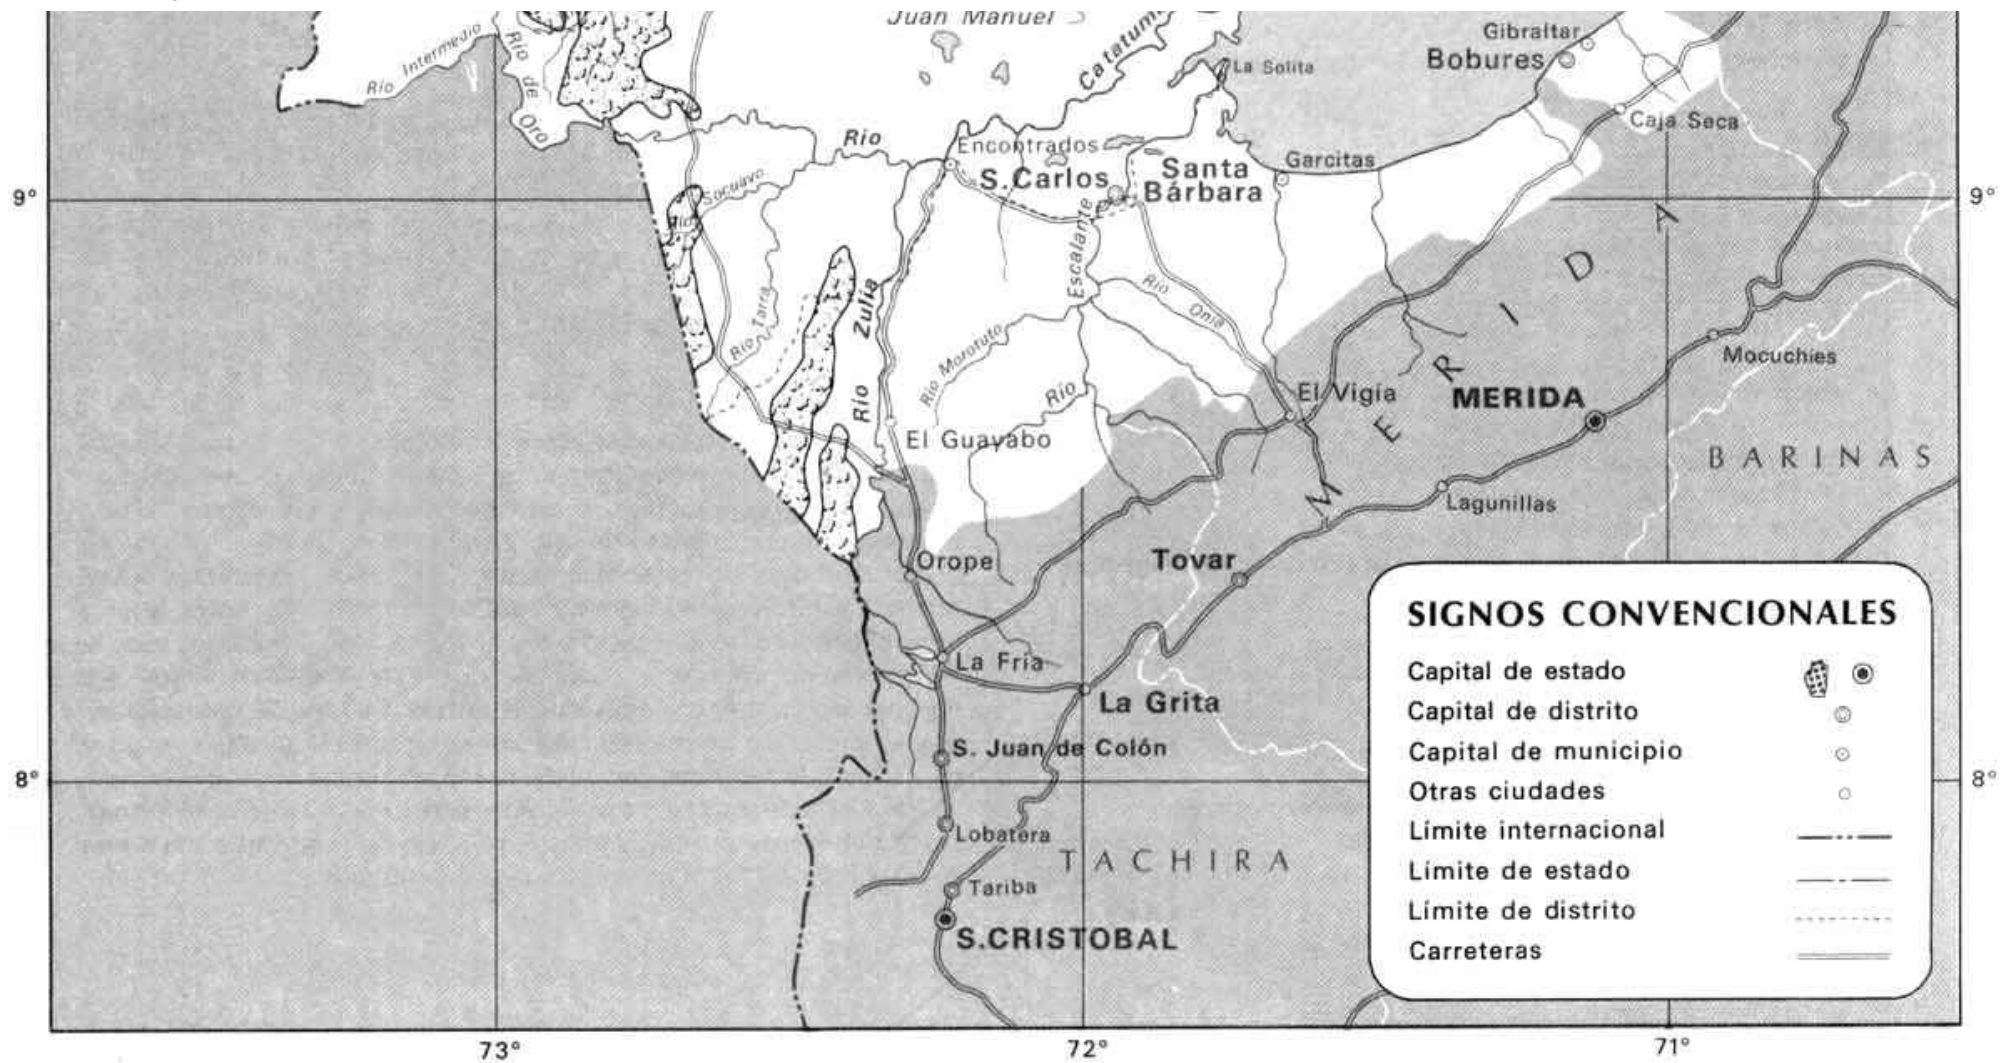 Juan Manuel
Catatumb
Gibraltar
Bobures
La Solita
Río Intermedio
Río de Oro
Caja Seca
Río
Encontrados
Garcitas
S. Carlos
Santa
Bárbara
9°
9°
Río Socuavo
Escalante
Río Onia
Río Zulia
Río Tarra
Río Morotuto
Río
MERIDA
Mocuchies
El Vigía
MERIDA
El Guayabo
BARINAS
Lagunillas
Orope
Tovar
La Fría
La Grita
S. Juan de Colón
8°
8°
Lobatera
TACHIRA
Tariba
S. CRISTOBAL
SIGNOS CONVENCIONALES
Capital de estado
Capital de distrito
Capital de municipio
Otras ciudades
Límite internacional
Límite de estado
Límite de distrito
Carreteras
73°
72°
71°